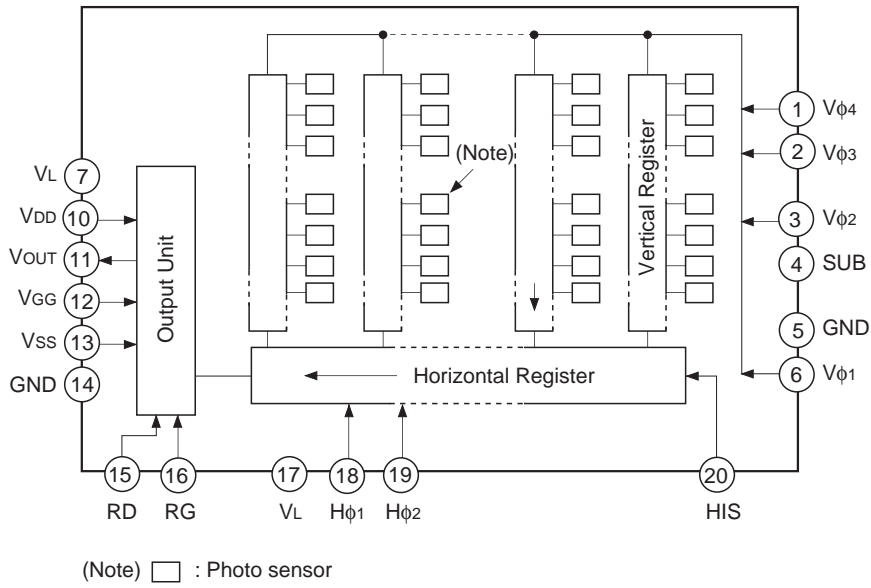 1 Vϕ4
2 Vϕ3
(Note)
VL 7
Vertical Register
VDD 10
3 Vϕ2
VOUT 11
4 SUB
Output Unit
VGG 12
5 GND
VSS 13
GND 14
Horizontal Register
6 Vϕ1
15 16 17 18 19 20
RD RG VL Hϕ1 Hϕ2 HIS
(Note) : Photo sensor